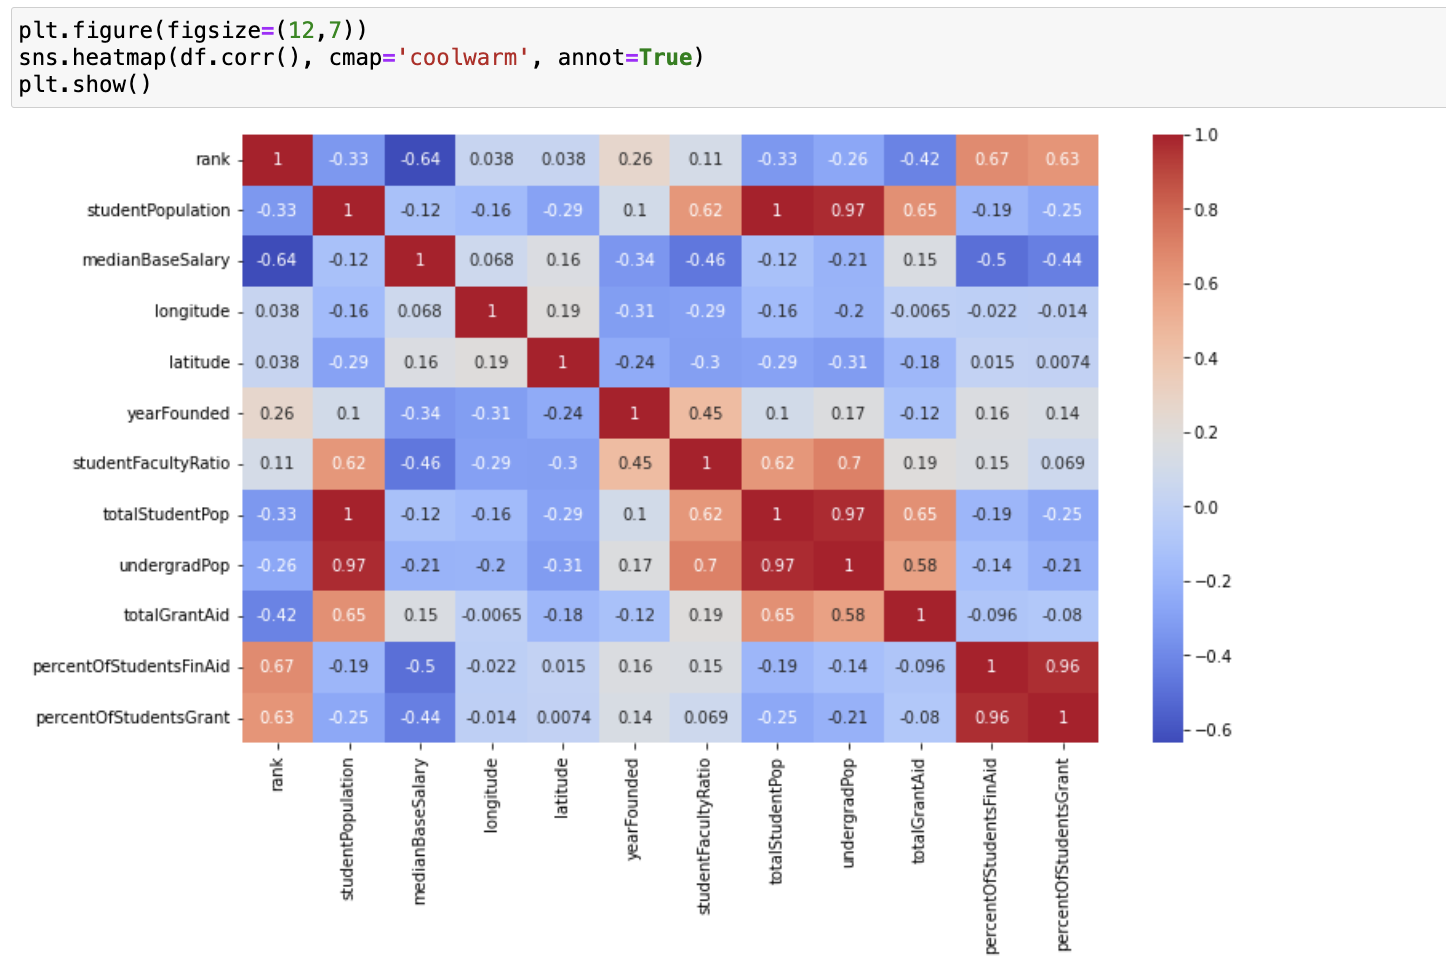 plt.figure(figsize=(12,7))
sns.heatmap(df.corr(), cmap='coolwarm', annot=True)
plt.show()
rank 1 -0.33 -0.64 0.038 0.038 0.26 0.11 -0.33 -0.26 -0.42 0.67 0.63
studentPopulation -0.33 1 -0.12 -0.16 -0.29 0.1 0.62 1 0.97 0.65 -0.19 -0.25
medianBaseSalary -0.64 -0.12 1 0.068 0.16 -0.34 -0.46 -0.12 -0.21 0.15 -0.5 -0.44
longitude 0.038 -0.16 0.068 1 0.19 -0.31 -0.29 -0.16 -0.2 -0.0065 -0.022 -0.014
latitude 0.038 -0.29 0.16 0.19 1 -0.24 -0.3 -0.29 -0.31 -0.18 0.015 0.0074
yearFounded 0.26 0.1 -0.34 -0.31 -0.24 1 0.45 0.1 0.17 -0.12 0.16 0.14
studentFacultyRatio 0.11 0.62 -0.46 -0.29 -0.3 0.45 1 0.62 0.7 0.19 0.15 0.069
totalStudentPop -0.33 1 -0.12 -0.16 -0.29 0.1 0.62 1 0.97 0.65 -0.19 -0.25
undergradPop -0.26 0.97 -0.21 -0.2 -0.31 0.17 0.7 0.97 1 0.58 -0.14 -0.21
totalGrantAid -0.42 0.65 0.15 -0.0065 -0.18 -0.12 0.19 0.65 0.58 1 -0.096 -0.08
percentOfStudentsFinAid 0.67 -0.19 -0.5 -0.022 0.015 0.16 0.15 -0.19 -0.14 -0.096 1 0.96
percentOfStudentsGrant 0.63 -0.25 -0.44 -0.014 0.0074 0.14 0.069 -0.25 -0.21 -0.08 0.96 1
rank
studentPopulation
medianBaseSalary
longitude
latitude
yearFounded
studentFacultyRatio
totalStudentPop
undergradPop
totalGrantAid
percentOfStudentsFinAid
percentOfStudentsGrant
1.0
0.8
0.6
0.4
0.2
0.0
−0.2
−0.4
−0.6